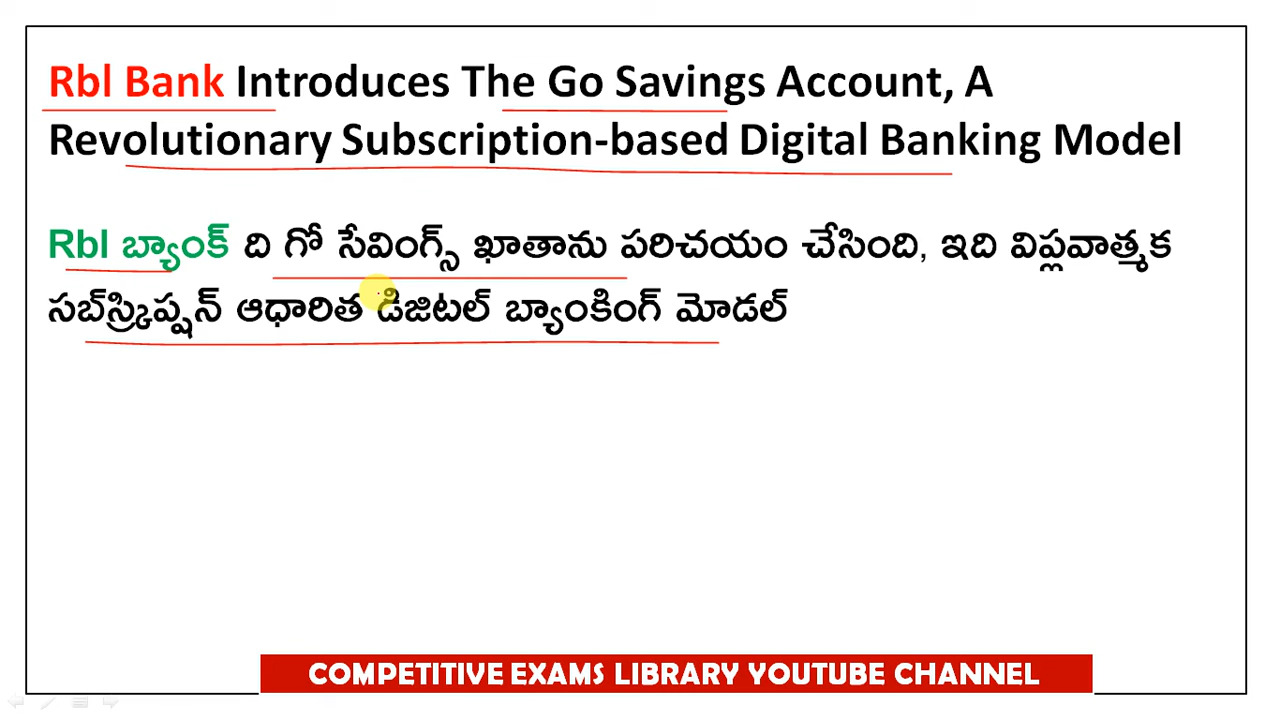 Rbl Bank Introduces The Go Savings Account, A
Revolutionary Subscription-based Digital Banking Model
Rbl బ్యాంక్ ది గో సేవింగ్స్ ఖాతాను పరిచయం చేసింది, ఇది విప్లవాత్మక
సబ్‌స్క్రిప్షన్ ఆధారిత డిజిటల్ బ్యాంకింగ్ మోడల్
COMPETITIVE EXAMS LIBRARY YOUTUBE CHANNEL